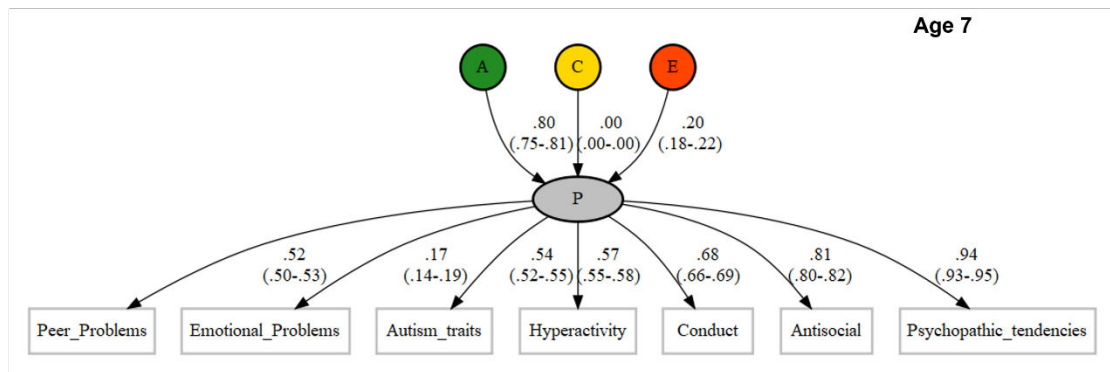 Age 7
A C E
.80 .00 .20
(.75-.81) (.00-.00) (.18-.22)
P
.52 .17 .54 .57 .68 .81 .94
(.50-.53) (.14-.19) (.52-.55) (.55-.58) (.66-.69) (.80-.82) (.93-.95)
Peer_Problems Emotional_Problems Autism_traits Hyperactivity Conduct Antisocial Psychopathic_tendencies